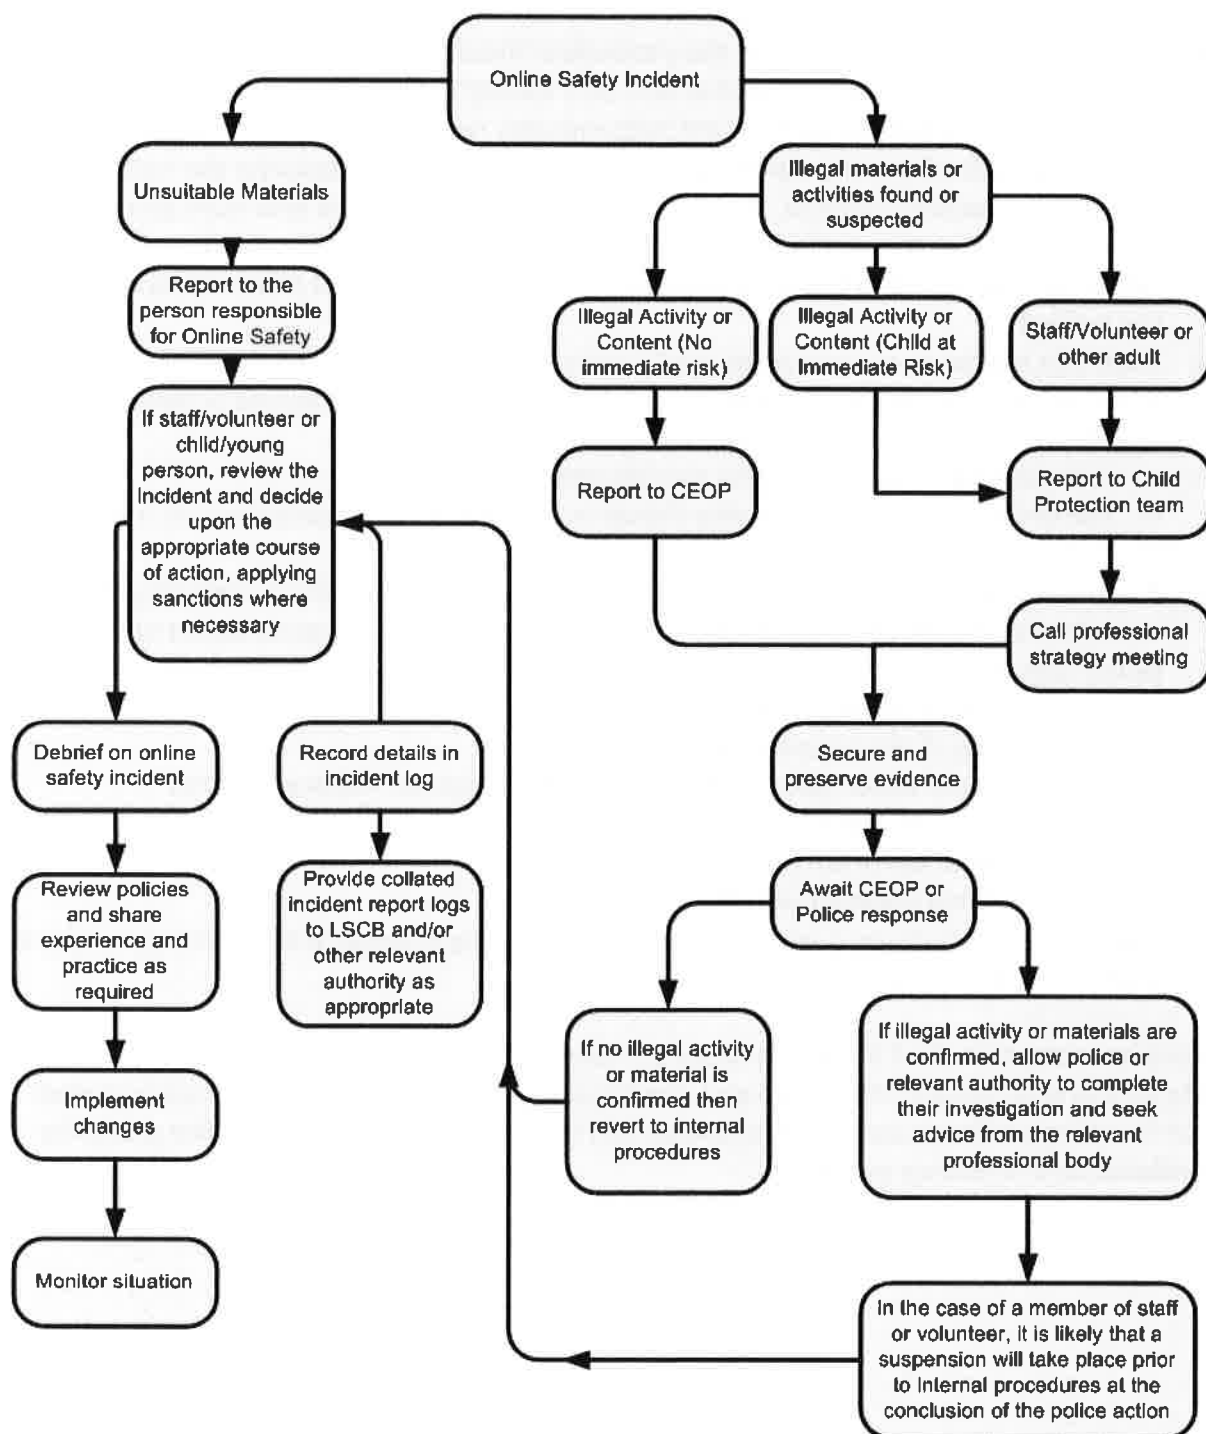 Online Safety Incident
Unsuitable Materials
Report to the
person responsible
for Online Safety
If staff/volunteer or
child/young
person, review the
incident and decide
upon the
appropriate course
of action, applying
sanctions where
necessary
Debrief on online
safety incident
Review policies
and share
experience and
practice as
required
Implement
changes
Monitor situation
Record details in
incident log
Provide collated
incident report logs
to LSCB and/or
other relevant
authority as
appropriate
Illegal materials or
activities found or
suspected
Illegal Activity or
Content (No
immediate risk)
Illegal Activity or
Content (Child at
Immediate Risk)
Staff/Volunteer or
other adult
Report to CEOP
Report to Child
Protection team
Call professional
strategy meeting
Secure and
preserve evidence
Await CEOP or
Police response
If no illegal activity
or material is
confirmed then
revert to internal
procedures
If illegal activity or materials are
confirmed, allow police or
relevant authority to complete
their investigation and seek
advice from the relevant
professional body
In the case of a member of staff
or volunteer, it is likely that a
suspension will take place prior
to internal procedures at the
conclusion of the police action